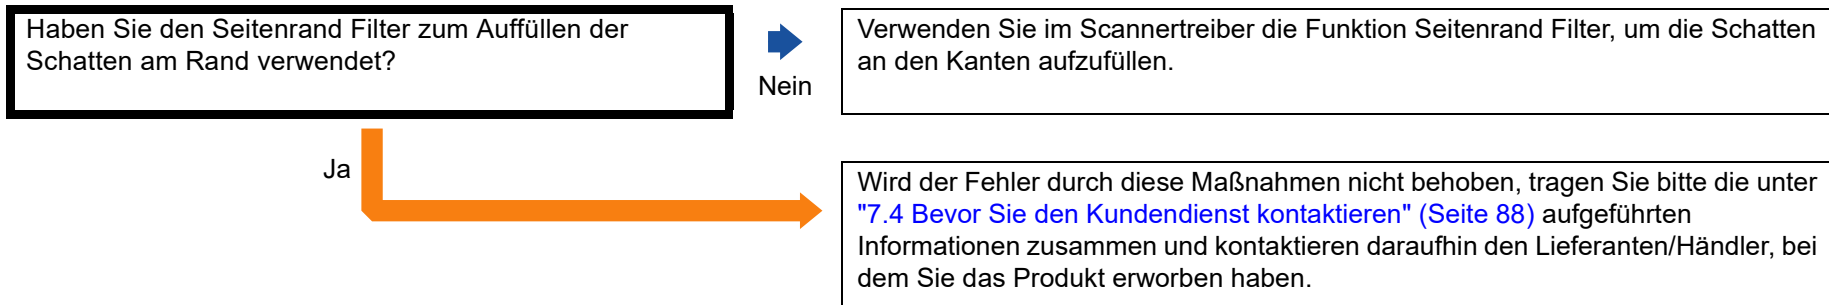 Haben Sie den Seitenrand Filter zum Auffüllen der
Schatten am Rand verwendet?
Nein
Verwenden Sie im Scannertreiber die Funktion Seitenrand Filter, um die Schatten
an den Kanten aufzufüllen.
Ja
Wird der Fehler durch diese Maßnahmen nicht behoben, tragen Sie bitte die unter
"7.4 Bevor Sie den Kundendienst kontaktieren" (Seite 88) aufgeführten
Informationen zusammen und kontaktieren daraufhin den Lieferanten/Händler, bei
dem Sie das Produkt erworben haben.